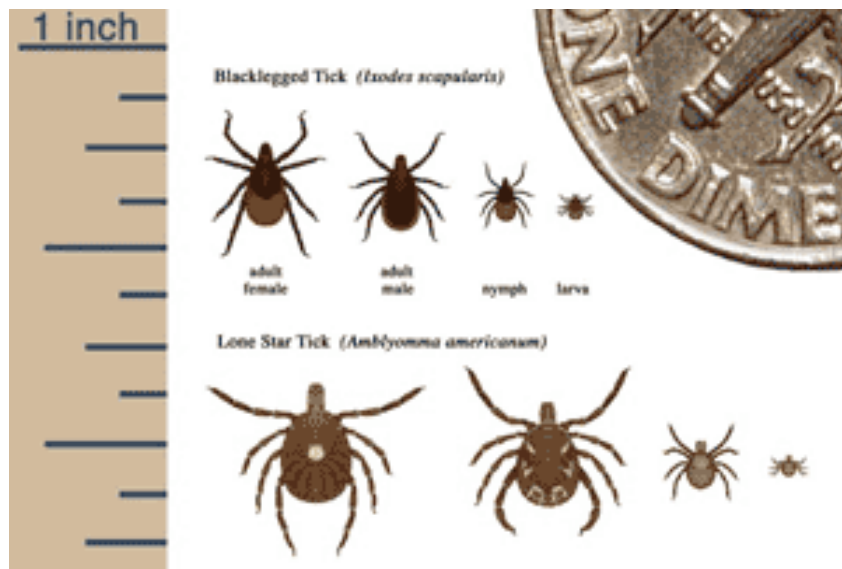 1 inch
Blacklegged Tick (Ixodes scapularis)
ONE DIME
adult female
adult male
nymph
larva
Lone Star Tick (Amblyomma americanum)